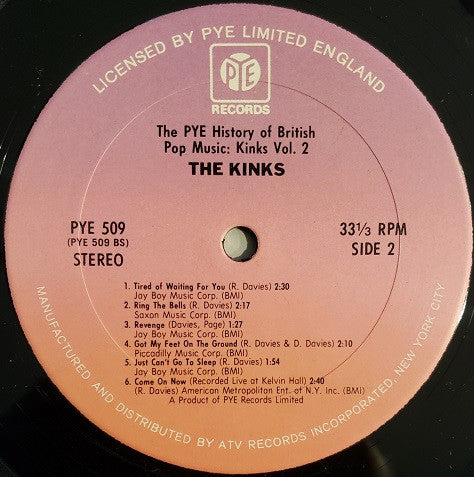 LICENSED BY PYE LIMITED ENGLAND
PYE
RECORDS
The PYE History of British
Pop Music: Kinks Vol. 2
THE KINKS
PYE 509
(PYE 509 BS)
STEREO
33⅓ RPM
SIDE 2
1. Tired of Waiting For You (R. Davies) 2:30
Jay Boy Music Corp. (BMI)
2. Ring The Bells (R. Davies) 2:17
Saxon Music Corp. (BMI)
3. Revenge (Davies, Page) 1:27
Jay Boy Music Corp. (BMI)
4. Got My Feet On The Ground (R. Davies & D. Davies) 2:10
Piccadilly Music Corp. (BMI)
5. Just Can't Go To Sleep (R. Davies) 1:54
Jay Boy Music Corp. (BMI)
6. Come On Now (Recorded Live at Kelvin Hall) 2:40
(R. Davies) American Metropolitan Ent. of N.Y. Inc. (BMI)
A Product of PYE Records Limited
MANUFACTURED AND DISTRIBUTED BY ATV RECORDS INCORPORATED, NEW YORK CITY.